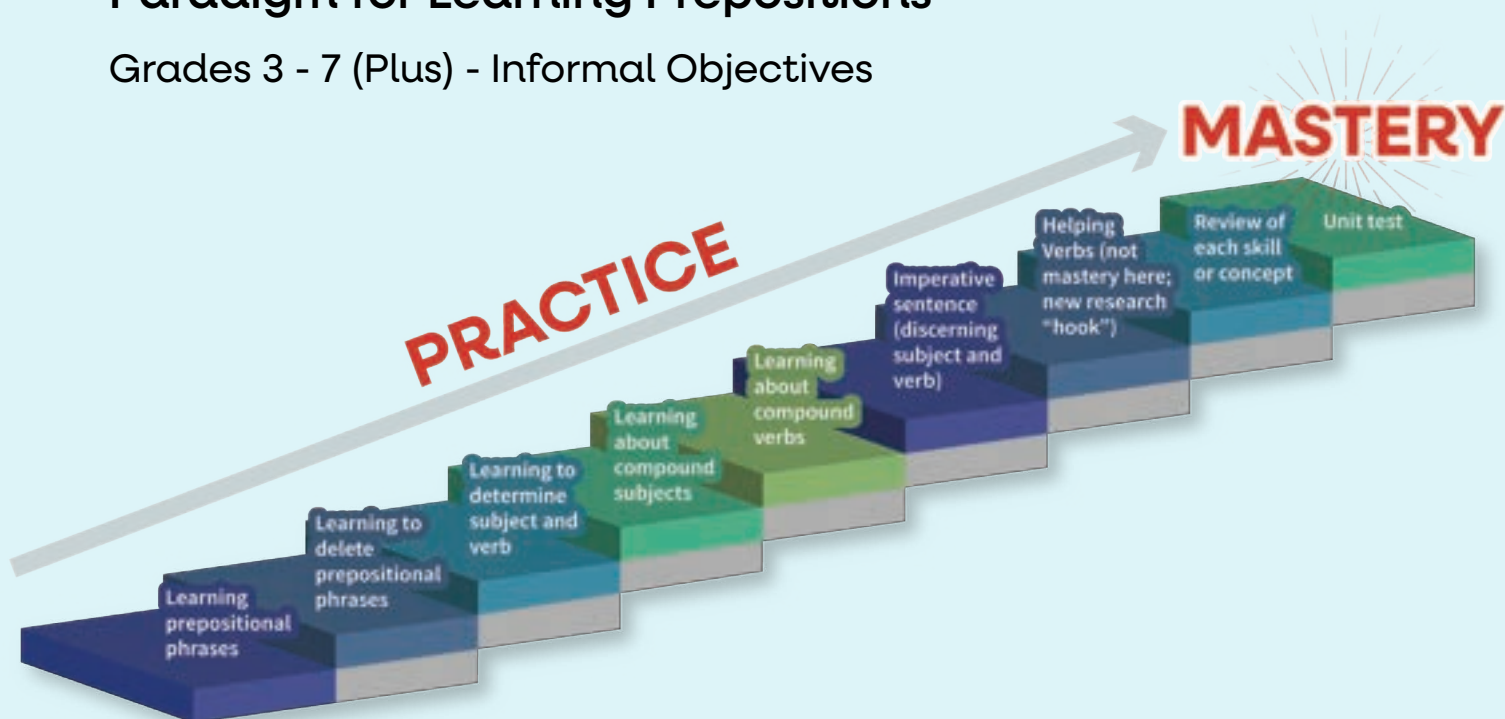 Paradigm for Learning Prepositions
Grades 3 - 7 (Plus) - Informal Objectives
MASTERY
PRACTICE
Learning
prepositional
phrases
Learning to
delete
prepositional
phrases
Learning to
determine
subject and
verb
Learning
about
compound
subjects
Learning
about
compound
verbs
Imperative
sentence
(discerning
subject and
verb)
Helping
Verbs (not
mastery here;
new research
"hook")
Review of
each skill
or concept
Unit test